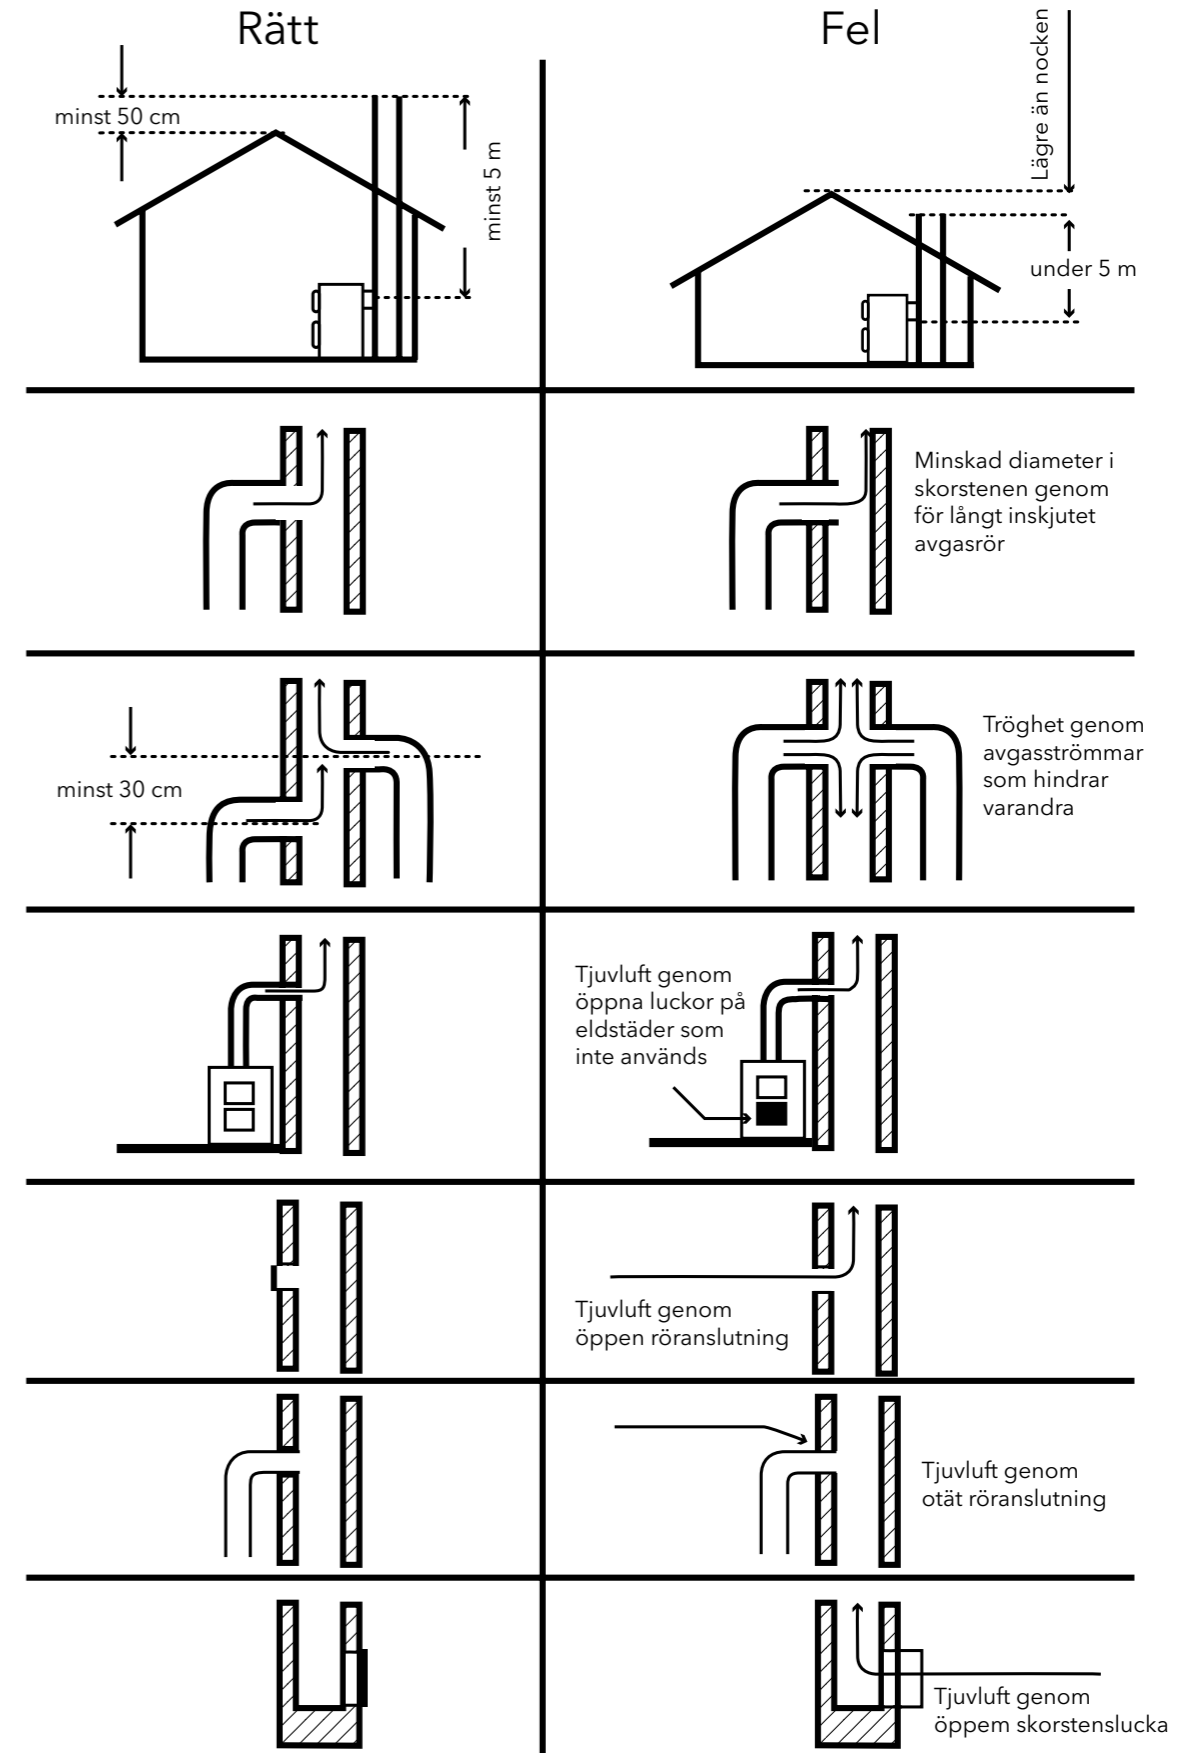 Rätt
Fel
minst 50 cm
minst 5 m
Lägre än nocken
under 5 m
Minskad diameter i
skorstenen genom
för långt inskjutet
avgasrör
minst 30 cm
Tröghet genom
avgasströmmar
som hindrar
varandra
Tjuvluft genom
öppna luckor på
eldstäder som
inte används
Tjuvluft genom
öppen röranslutning
Tjuvluft genom
otät röranslutning
Tjuvluft genom
öppem skorstenslucka